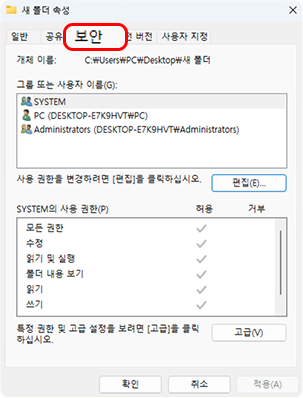 새 폴더 속성
일반 공유 보안 전 버전 사용자 지정
개체 이름: C:₩Users₩PC₩Desktop₩새 폴더
그룹 또는 사용자 이름(G):
SYSTEM
PC (DESKTOP-E7K9HVT₩PC)
Administrators (DESKTOP-E7K9HVT₩Administrators)
사용 권한을 변경하려면 [편집]을 클릭하십시오. 편집(E)...
SYSTEM의 사용 권한(P) 허용 거부
모든 권한
수정
읽기 및 실행
폴더 내용 보기
읽기
쓰기
특정 권한 및 고급 설정을 보려면 [고급]을 클릭
하십시오. 고급(V)
확인 취소 적용(A)